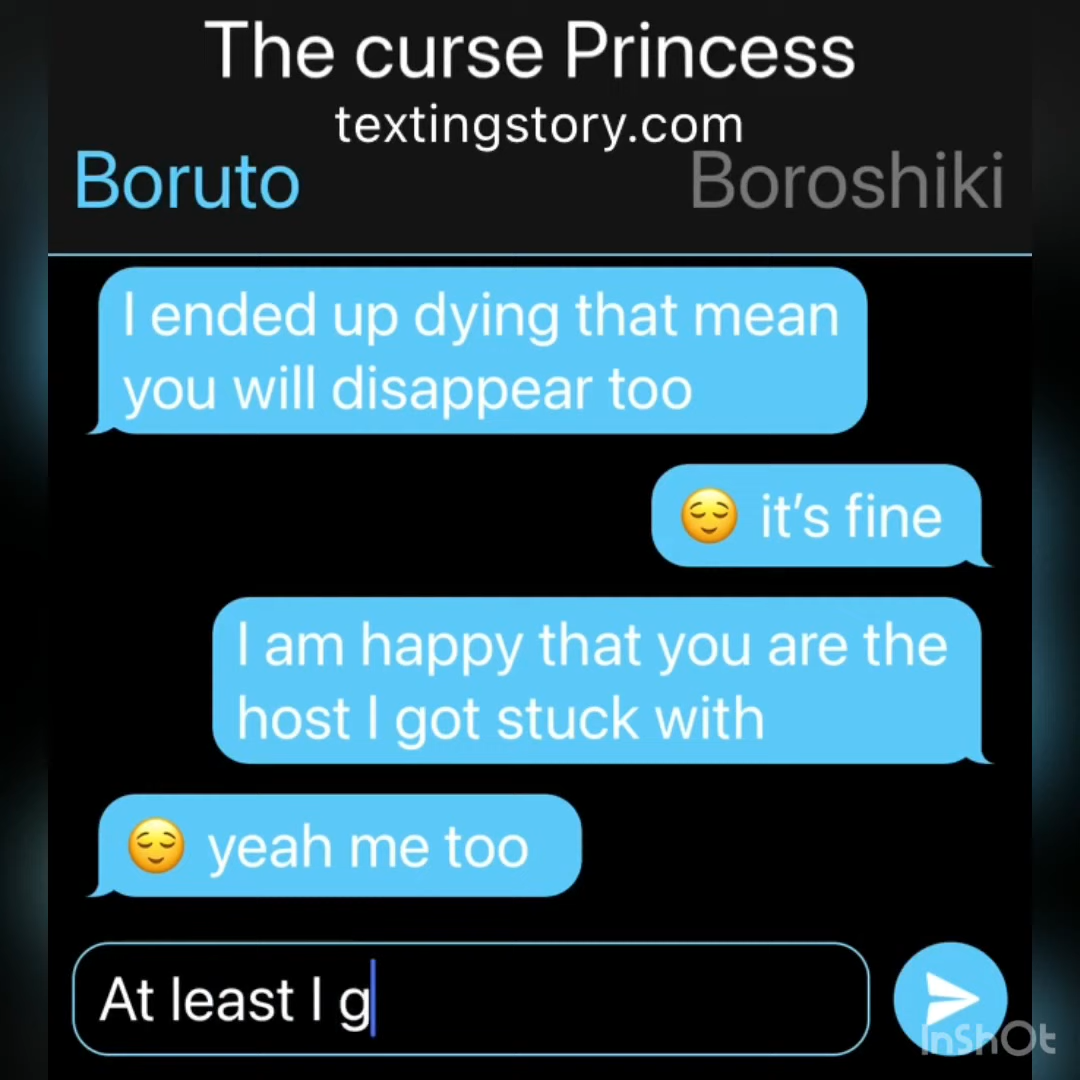 The curse Princess
textingstory.com
Boruto Boroshiki
I ended up dying that mean
you will disappear too
😌 it’s fine
I am happy that you are the
host I got stuck with
😌 yeah me too
At least I g
InShOt